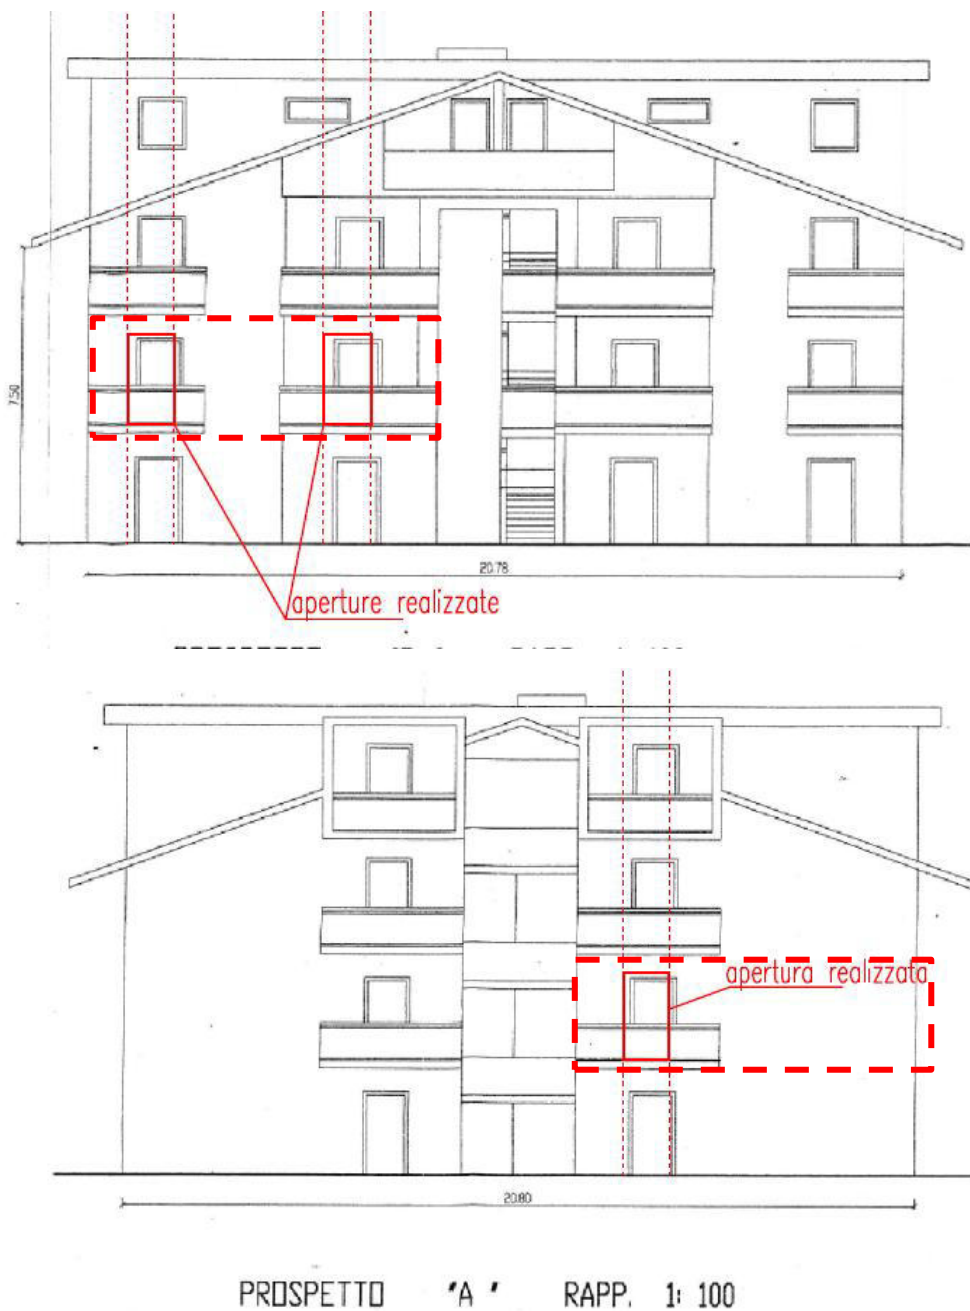 7.50
20.78
aperture realizzate
apertura realizzata
20.80
PROSPETTO "A " RAPP. 1: 100